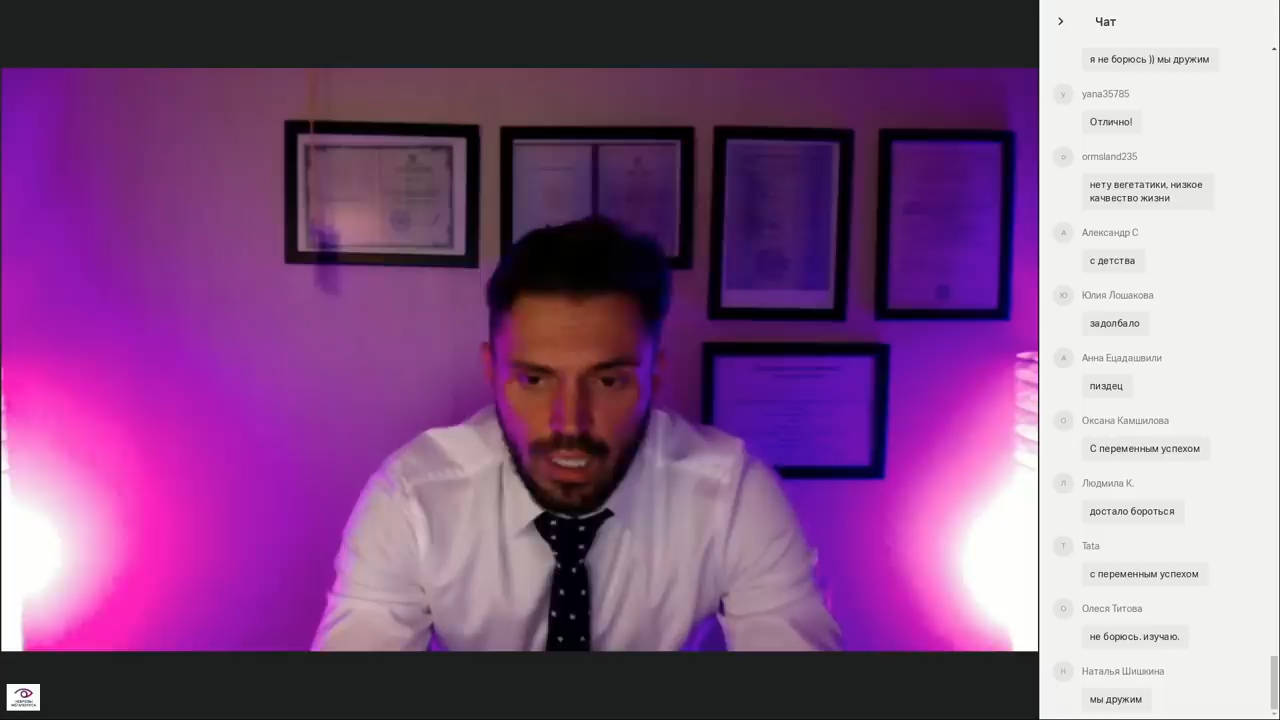 Чат
я не борюсь )) мы дружим
y
yana35785
Отлично!
o
ormsland235
нету вегетатики, низкое
качвество жизни
А
Александр С
с детства
Ю
Юлия Лошакова
задолбало
А
Анна Ецадашвили
пиздец
О
Оксана Камшилова
С переменным успехом
Л
Людмила К.
достало бороться
T
Tata
с переменным успехом
О
Олеся Титова
не борюсь. изучаю.
Н
Наталья Шишкина
мы дружим